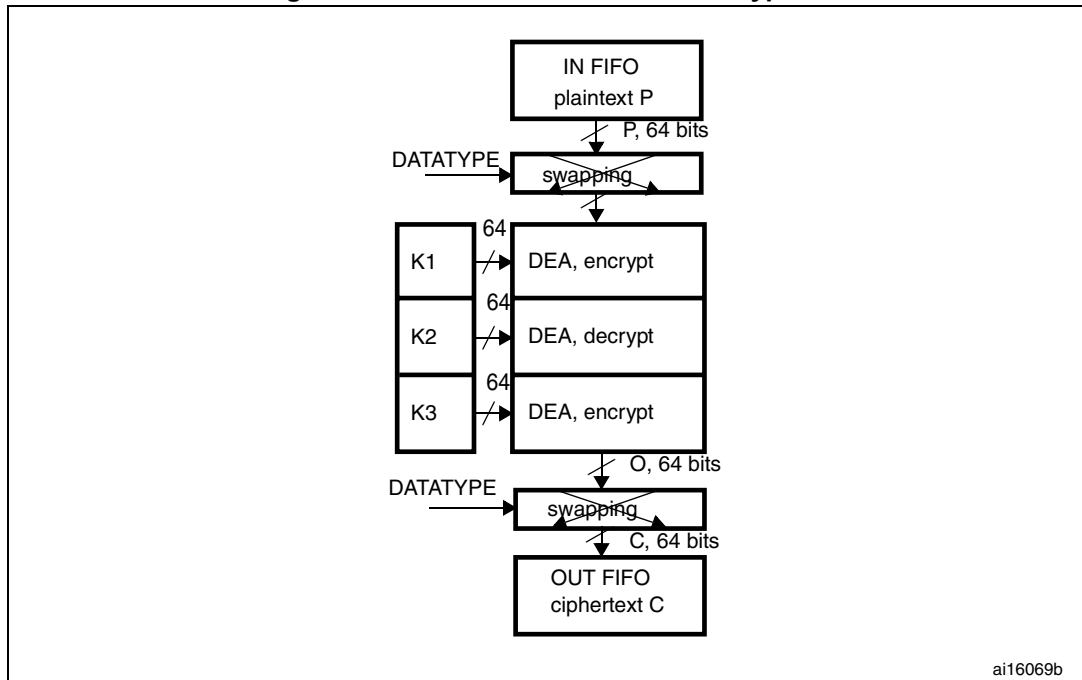 IN FIFO
plaintext P
P, 64 bits
DATATYPE
swapping
64
K1
DEA, encrypt
64
K2
DEA, decrypt
64
K3
DEA, encrypt
O, 64 bits
DATATYPE
swapping
C, 64 bits
OUT FIFO
ciphertext C
ai16069b